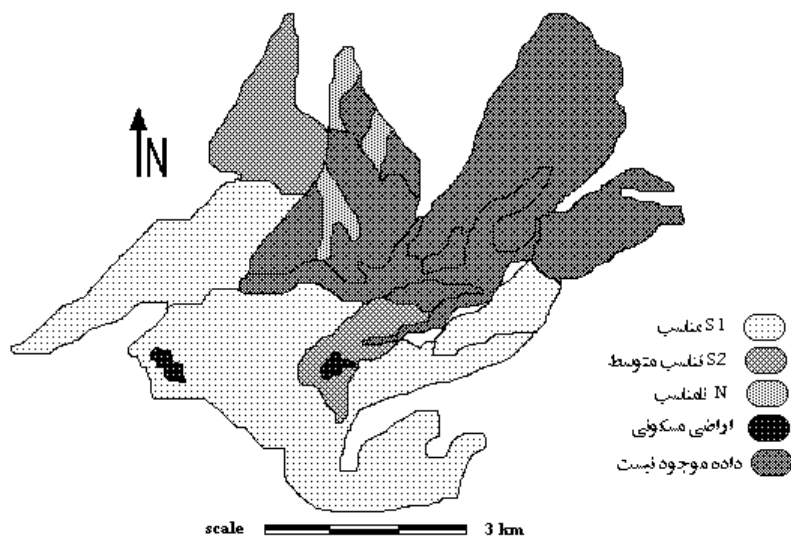 N
مناسب S1
تناسب متوسط S2
نامناسب N
اراضی مسکونی
داده موجود نیست
scale 3 km